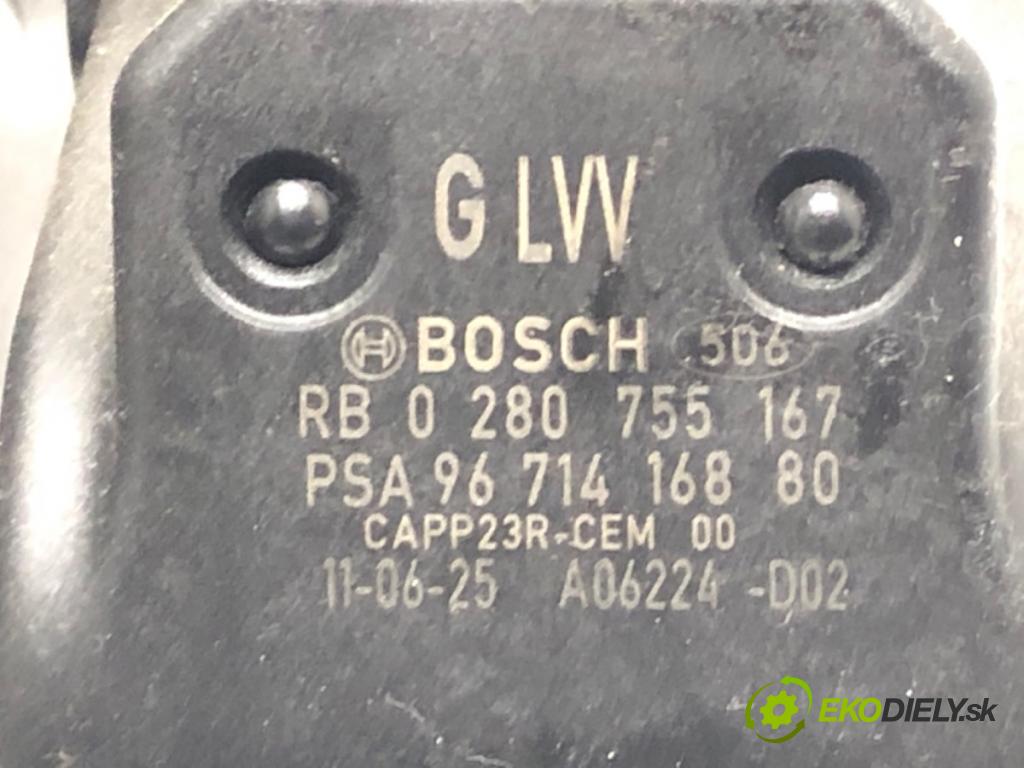 G LVV
BOSCH 506
RB 0 280 755 167
PSA 96 714 168 80
CAPP23R-CEM 00
11-06-25 A06224 -D02
EKODIELY.sk